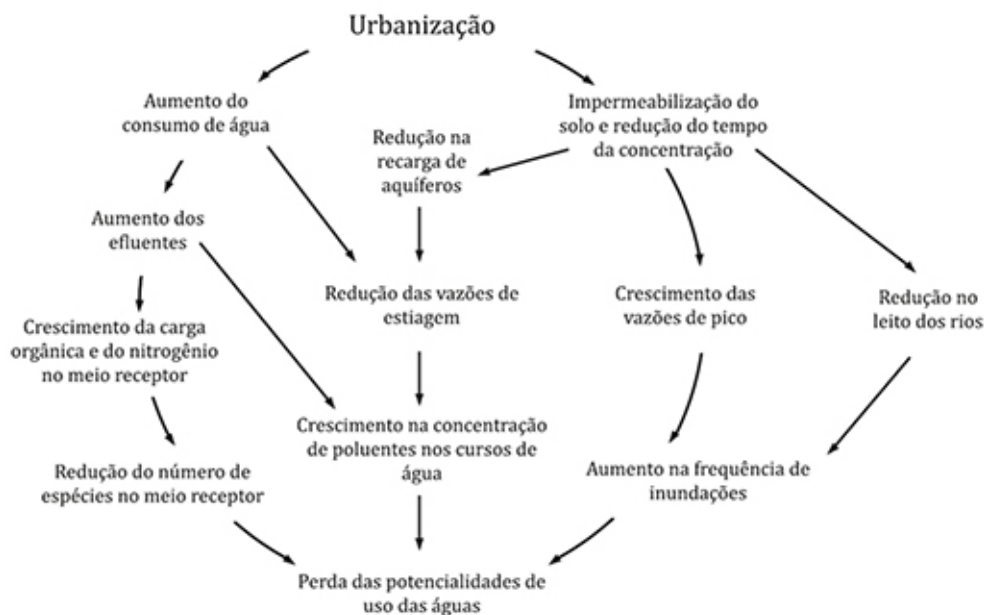 Urbanização
Aumento do
consumo de água
Impermeabilização do
solo e redução do tempo
da concentração
Redução na
recarga de
aquíferos
Aumento dos
efluentes
Redução das vazões de
estiagem
Crescimento das
vazões de pico
Redução no
leito dos rios
Crescimento da carga
orgânica e do nitrogênio
no meio receptor
Crescimento na concentração
de poluentes nos cursos de
água
Redução do número de
espécies no meio receptor
Aumento na frequência de
inundações
Perda das potencialidades de
uso das águas